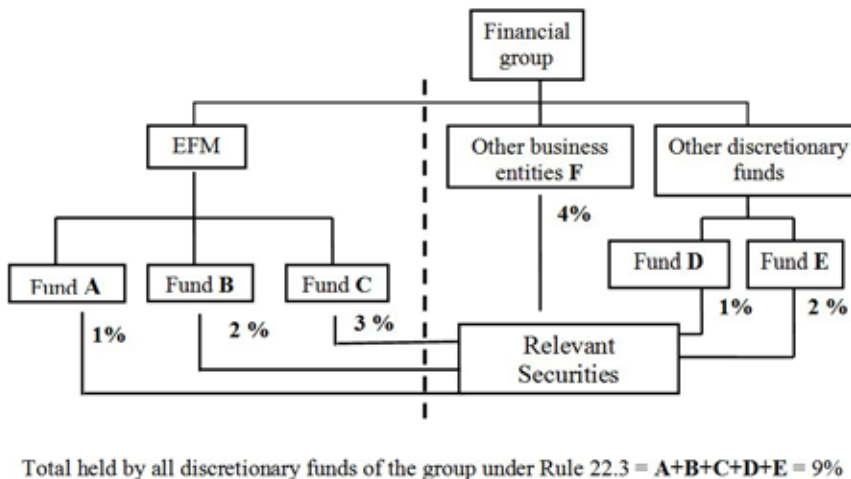 Financial
group
EFM
Other business
entities F
Other discretionary
funds
4%
Fund A
Fund B
Fund C
Fund D
Fund E
1%
2 %
3 %
1%
2 %
Relevant
Securities
Total held by all discretionary funds of the group under Rule 22.3 = A+B+C+D+E = 9%